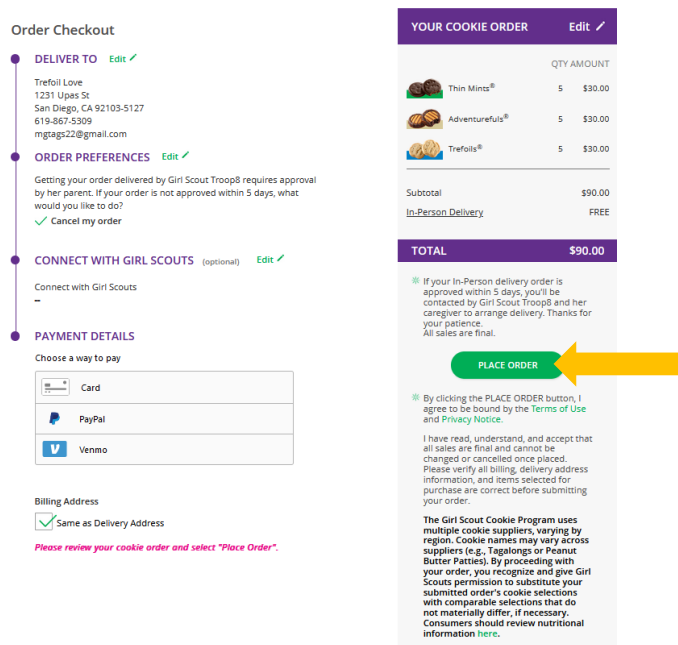 Order Checkout
DELIVER TO Edit
Trefoil Love
1231 Upas St
San Diego, CA 92103-5127
619-867-5309
mgtags22@gmail.com
ORDER PREFERENCES Edit
Getting your order delivered by Girl Scout Troop8 requires approval
by her parent. If your order is not approved within 5 days, what
would you like to do?
Cancel my order
CONNECT WITH GIRL SCOUTS (optional) Edit
Connect with Girl Scouts
–
PAYMENT DETAILS
Choose a way to pay
Card
PayPal
Venmo
Billing Address
Same as Delivery Address
Please review your cookie order and select "Place Order".
YOUR COOKIE ORDER Edit
QTY AMOUNT
Thin Mints® 5 $30.00
Adventurefuls® 5 $30.00
Trefoils® 5 $30.00
Subtotal $90.00
In-Person Delivery FREE
TOTAL $90.00
If your In-Person delivery order is
approved within 5 days, you'll be
contacted by Girl Scout Troop8 and her
caregiver to arrange delivery. Thanks for
your patience.
All sales are final.
PLACE ORDER
By clicking the PLACE ORDER button, I
agree to be bound by the Terms of Use
and Privacy Notice.
I have read, understand, and accept that
all sales are final and cannot be
changed or cancelled once placed.
Please verify all billing, delivery address
information, and items selected for
purchase are correct before submitting
your order.
The Girl Scout Cookie Program uses
multiple cookie suppliers, varying by
region. Cookie names may vary across
suppliers (e.g., Tagalongs or Peanut
Butter Patties). By proceeding with
your order, you recognize and give Girl
Scouts permission to substitute your
submitted order's cookie selections
with comparable selections that do
not materially differ, if necessary.
Consumers should review nutritional
information here.